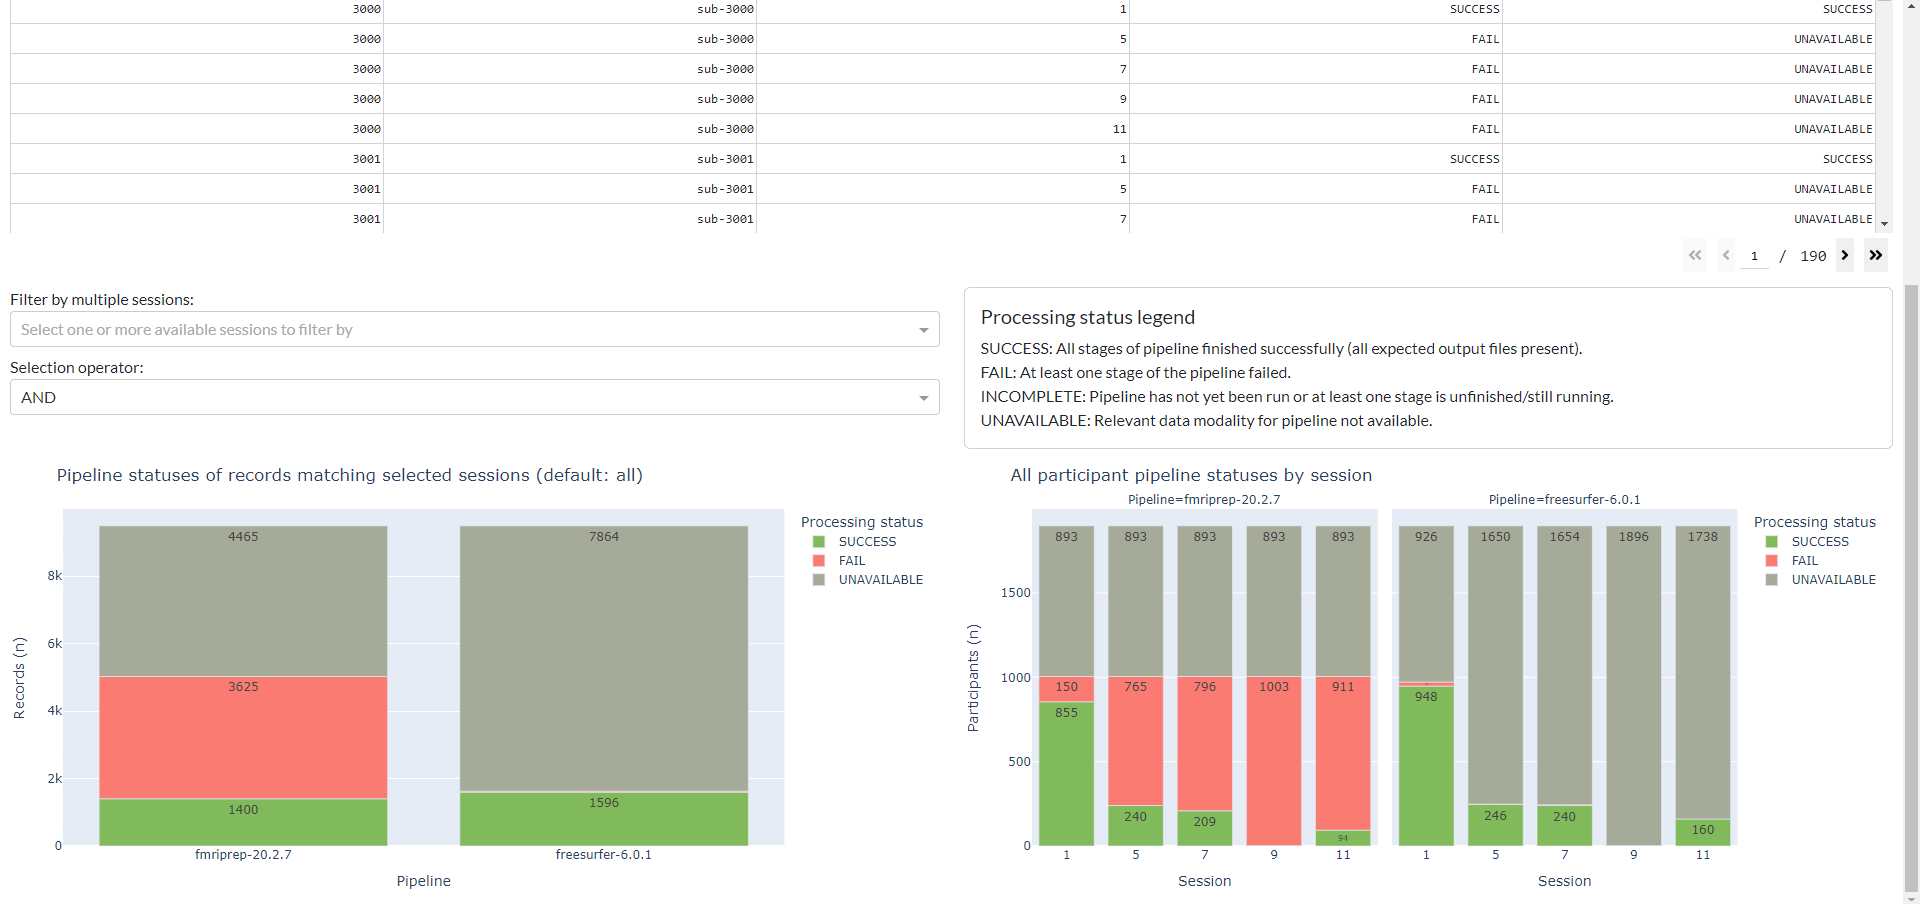 3000 sub-3000 1 SUCCESS SUCCESS
3000 sub-3000 5 FAIL UNAVAILABLE
3000 sub-3000 7 FAIL UNAVAILABLE
3000 sub-3000 9 FAIL UNAVAILABLE
3000 sub-3000 11 FAIL UNAVAILABLE
3001 sub-3001 1 SUCCESS SUCCESS
3001 sub-3001 5 FAIL UNAVAILABLE
3001 sub-3001 7 FAIL UNAVAILABLE
1 / 190
Filter by multiple sessions:
Select one or more available sessions to filter by
Selection operator:
AND
Processing status legend
SUCCESS: All stages of pipeline finished successfully (all expected output files present).
FAIL: At least one stage of the pipeline failed.
INCOMPLETE: Pipeline has not yet been run or at least one stage is unfinished/still running.
UNAVAILABLE: Relevant data modality for pipeline not available.
Pipeline statuses of records matching selected sessions (default: all)
Records (n)
8k
6k
4k
2k
0
4465
3625
1400
7864
1596
fmriprep-20.2.7 freesurfer-6.0.1
Pipeline
Processing status
SUCCESS
FAIL
UNAVAILABLE
All participant pipeline statuses by session
Pipeline=fmriprep-20.2.7 Pipeline=freesurfer-6.0.1
Participants (n)
1500
1000
500
0
893 893 893 893 893
150 765 796 1003 911
855 240 209 94
926 1650 1654 1896 1738
948 246 240 160
1 5 7 9 11
1 5 7 9 11
Session Session
Processing status
SUCCESS
FAIL
UNAVAILABLE